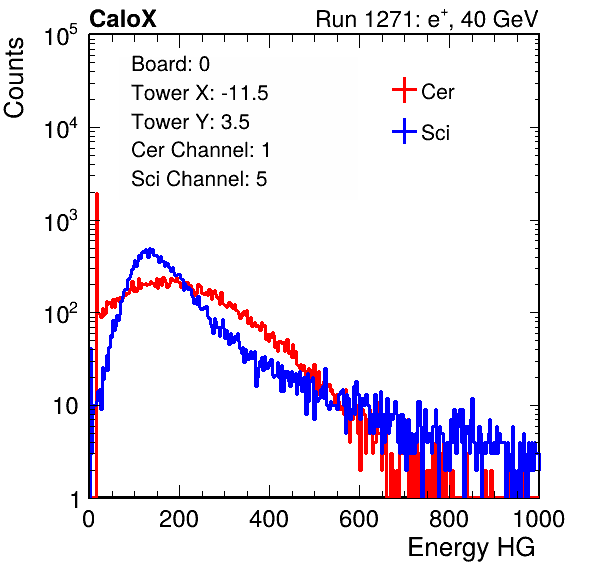 CaloX Run 1271: e⁺, 40 GeV
Counts
Board: 0
Tower X: -11.5
Tower Y: 3.5
Cer Channel: 1
Sci Channel: 5
Cer
Sci
10⁵
10⁴
10³
10²
10
1
0 200 400 600 800 1000
Energy HG